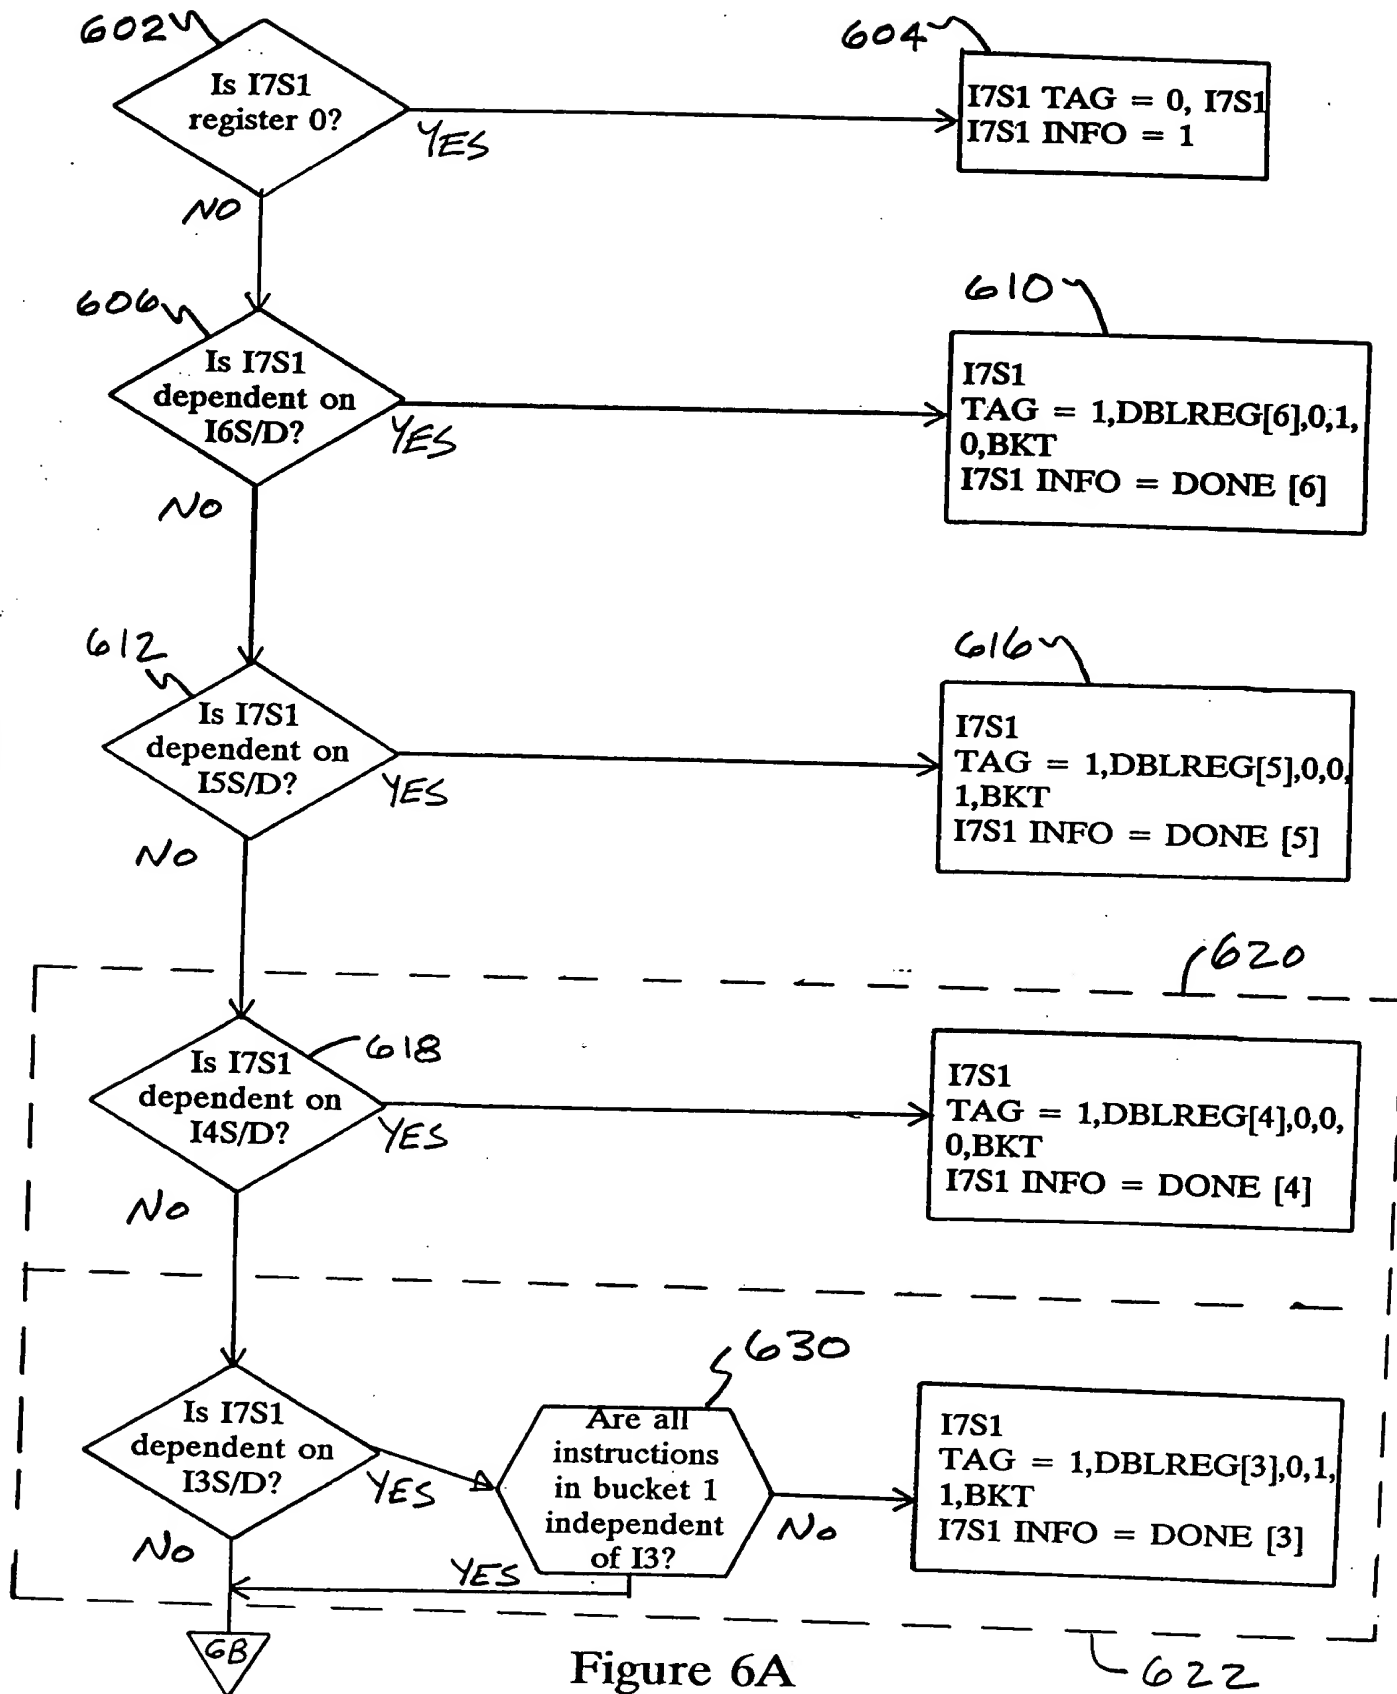 602
Is I7S1
register 0?
YES
NO
604
I7S1 TAG = 0, I7S1
I7S1 INFO = 1
606
Is I7S1
dependent on
I6S/D?
YES
NO
610
I7S1
TAG = 1,DBLREG[6],0,1,
0,BKT
I7S1 INFO = DONE [6]
612
Is I7S1
dependent on
I5S/D?
YES
NO
616
I7S1
TAG = 1,DBLREG[5],0,0,
1,BKT
I7S1 INFO = DONE [5]
620
618
Is I7S1
dependent on
I4S/D?
YES
NO
I7S1
TAG = 1,DBLREG[4],0,0,
0,BKT
I7S1 INFO = DONE [4]
Is I7S1
dependent on
I3S/D?
YES
NO
630
Are all
instructions
in bucket 1
independent
of I3?
NO
YES
I7S1
TAG = 1,DBLREG[3],0,1,
1,BKT
I7S1 INFO = DONE [3]
6B
Figure 6A
622